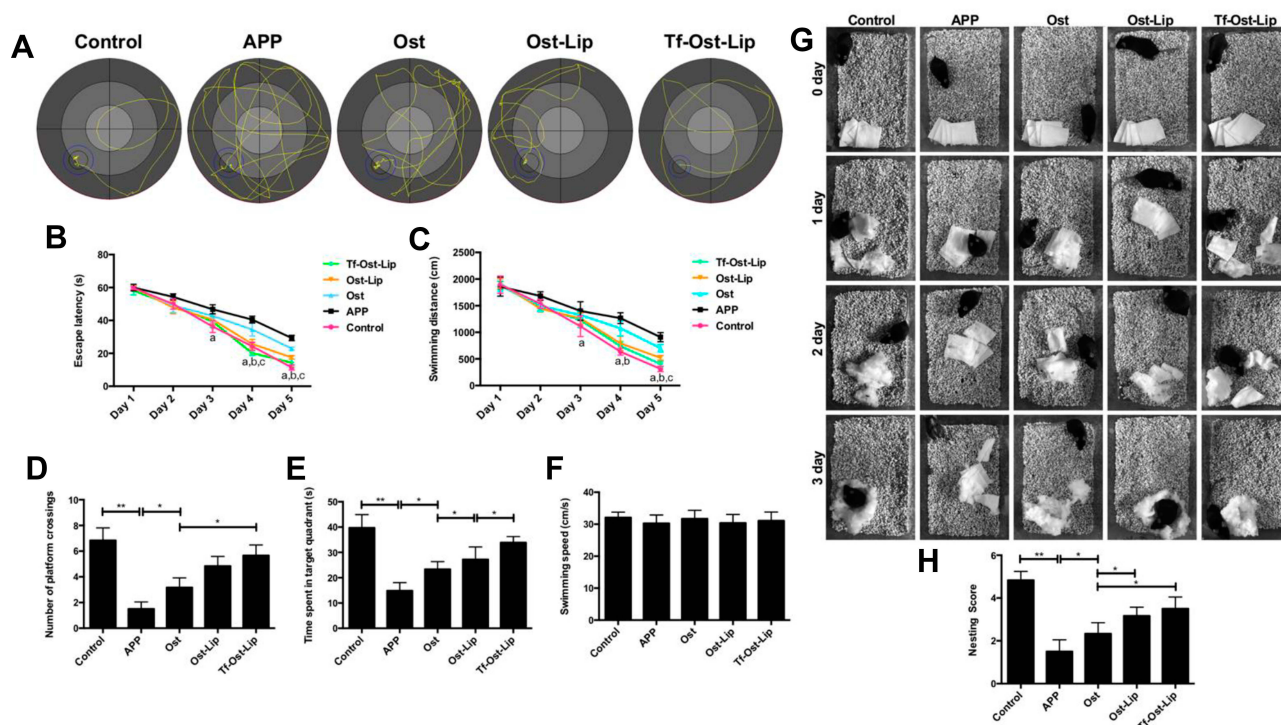 A
Control
APP
Ost
Ost-Lip
Tf-Ost-Lip
B
Escape latency (s)
80
60
40
20
0
Day 1
Day 2
Day 3
Day 4
Day 5
a
a,b,c
a,b,c
Tf-Ost-Lip
Ost-Lip
Ost
APP
Control
C
Swimming distance (cm)
2500
2000
1500
1000
500
0
Day 1
Day 2
Day 3
Day 4
Day 5
a
a,b
a,b,c
Tf-Ost-Lip
Ost-Lip
Ost
APP
Control
D
Number of platform crossings
8
6
4
2
0
** * *
Control
APP
Ost
Ost-Lip
Tf-Ost-Lip
E
Time spent in target quadrant (s)
50
40
30
20
10
0
** * * *
Control
APP
Ost
Ost-Lip
Tf-Ost-Lip
F
Swimming speed (cm/s)
50
40
30
20
10
0
Control
APP
Ost
Ost-Lip
Tf-Ost-Lip
G
Control
APP
Ost
Ost-Lip
Tf-Ost-Lip
0 day
1 day
2 day
3 day
H
Nesting Score
6
4
2
0
** * * *
Control
APP
Ost
Ost-Lip
Tf-Ost-Lip